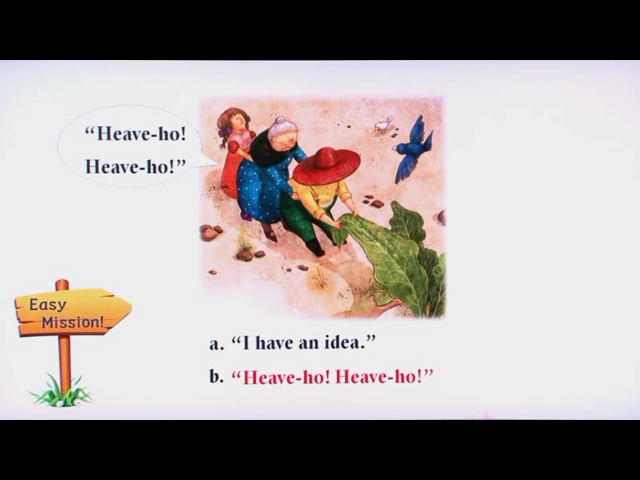 “Heave-ho!
Heave-ho!”
Easy
Mission!
a. “I have an idea.”
b. “Heave-ho! Heave-ho!”